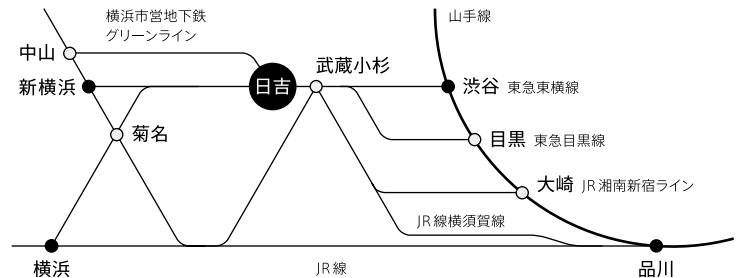 横浜市営地下鉄
グリーンライン
山手線
中山
新横浜
日吉
武蔵小杉
渋谷 東急東横線
菊名
目黒 東急目黒線
大崎 JR湘南新宿ライン
JR線横須賀線
横浜
JR線
品川